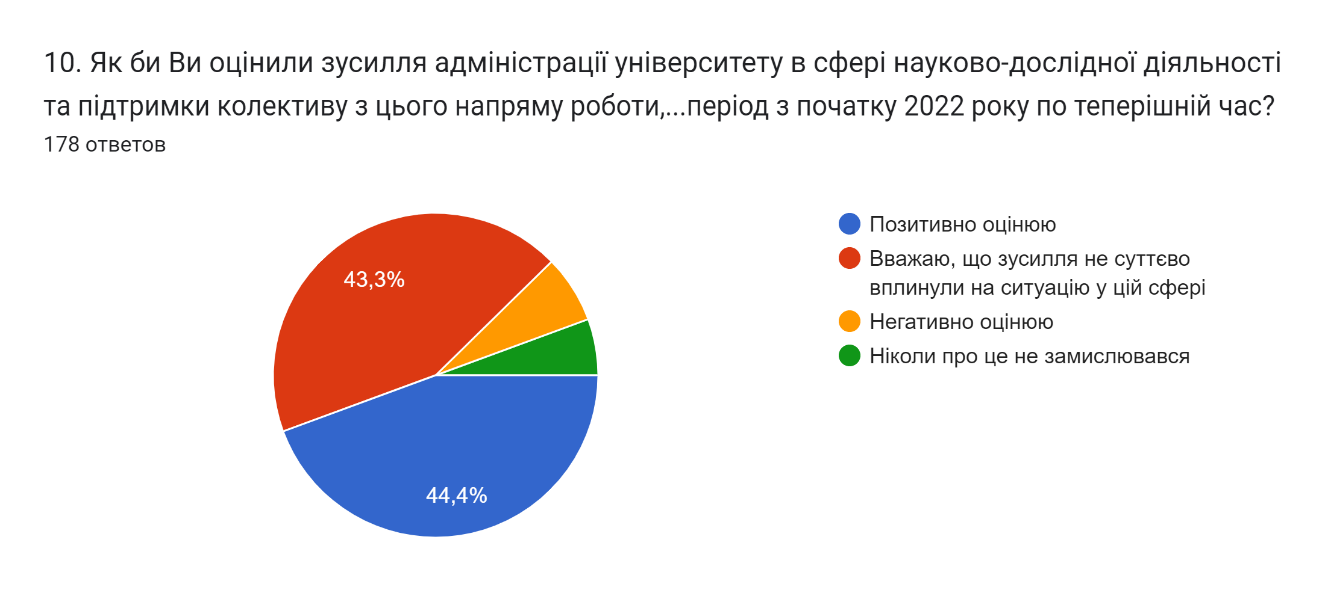 10. Як би Ви оцінили зусилля адміністрації університету в сфері науково-дослідної діяльності
та підтримки колективу з цього напряму роботи,...період з початку 2022 року по теперішній час?
178 ответов
43,3%
44,4%
Позитивно оцінюю
Вважаю, що зусилля не суттєво
вплинули на ситуацію у цій сфері
Негативно оцінюю
Ніколи про це не замислювався